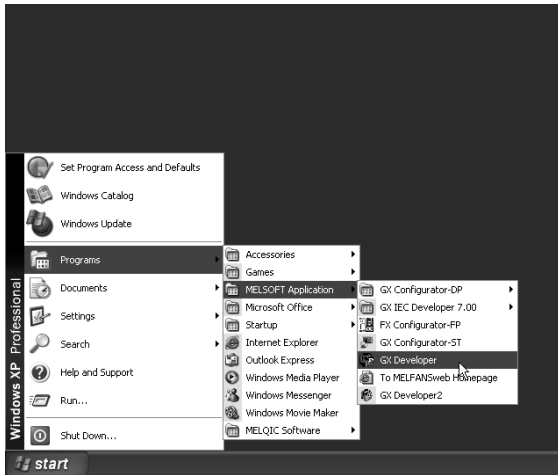 Set Program Access and Defaults
Windows Catalog
Windows Update
Programs
Documents
Settings
Search
Help and Support
Run...
Shut Down...
Windows XP Professional
Accessories
Games
MELSOFT Application
Microsoft Office
Startup
Internet Explorer
Outlook Express
Windows Media Player
Windows Messenger
Windows Movie Maker
MELQIC Software
GX Configurator-DP
GX IEC Developer 7.00
FX Configurator-FP
GX Configurator-ST
GX Developer
To MELFANSweb Homepage
GX Developer2
start